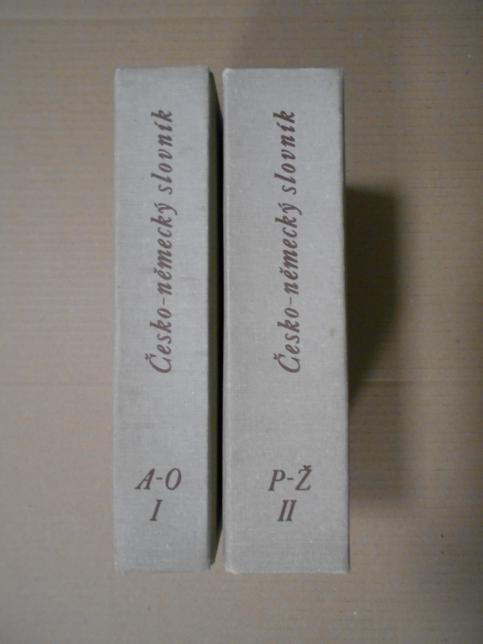 Česko-německý slovník
A-O
I
Česko-německý slovník
P-Ž
II